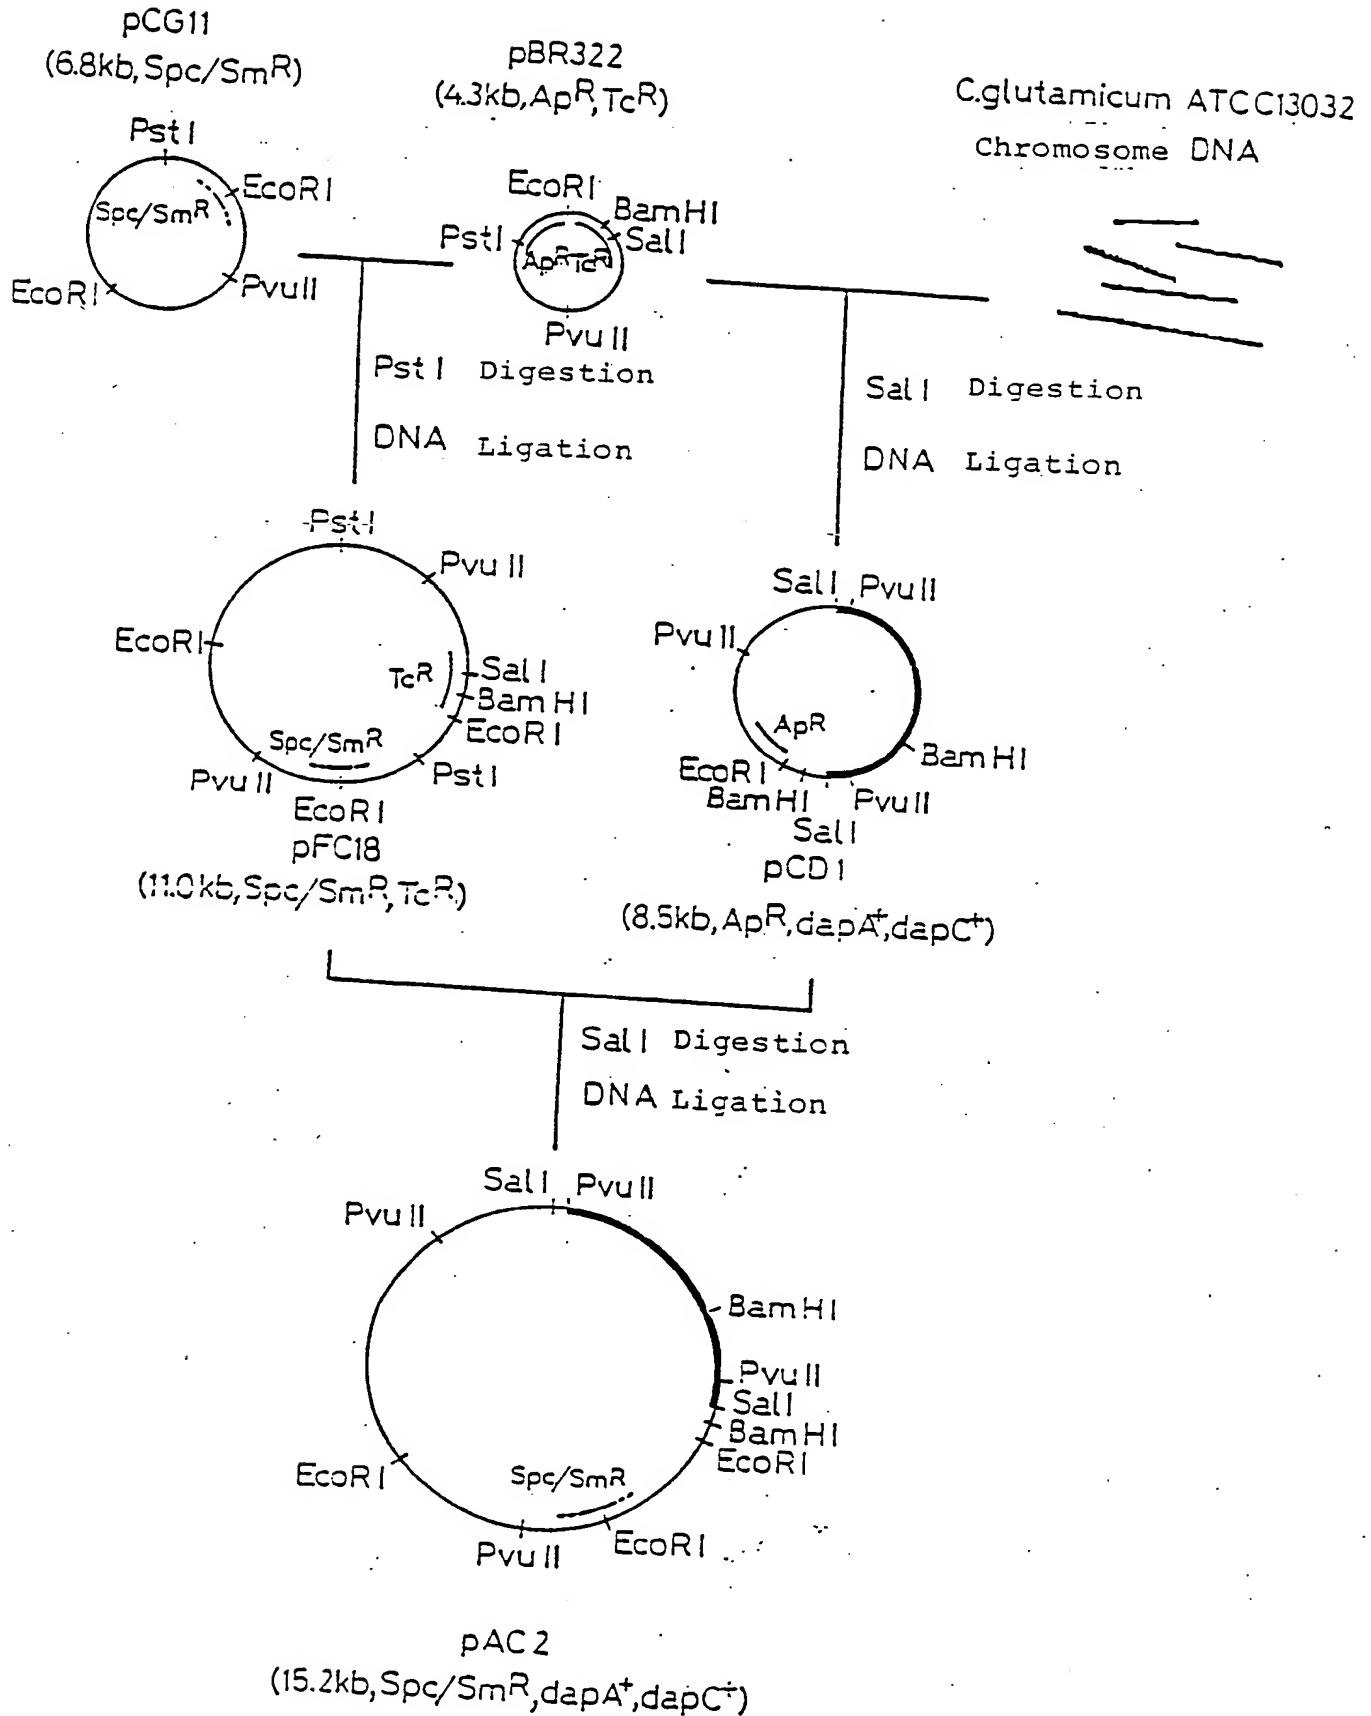 pCG11
(6.8kb, Spc/SmR)
PstI
EcoRI
Spc/SmR
EcoRI
PvuII
pBR322
(4.3kb, ApR, TcR)
EcoRI
BamHI
SalI
PstI
ApR TcR
PvuII
C.glutamicum ATCC13032
Chromosome DNA
PstI Digestion
DNA Ligation
SalI Digestion
DNA Ligation
PstI
PvuII
EcoRI
TcR
SalI
BamHI
EcoRI
Spc/SmR
PvuII
PstI
EcoRI
pFC18
(11.0kb, Spc/SmR, TcR)
SalI
PvuII
PvuII
ApR
BamHI
EcoRI
BamHI
PvuII
SalI
pCD1
(8.5kb, ApR, dapA+, dapC+)
SalI Digestion
DNA Ligation
SalI
PvuII
PvuII
BamHI
PvuII
SalI
BamHI
EcoRI
EcoRI
Spc/SmR
PvuII
EcoRI
pAC2
(15.2kb, Spc/SmR, dapA+, dapC+)